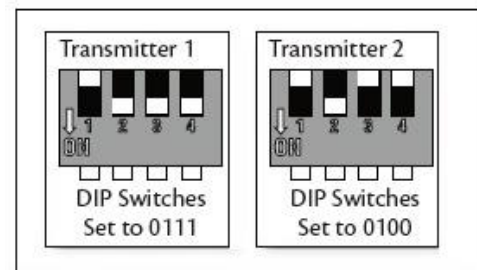 Transmitter 1
1 2 3 4
ON
DIP Switches
Set to 0111
Transmitter 2
1 2 3 4
ON
DIP Switches
Set to 0100